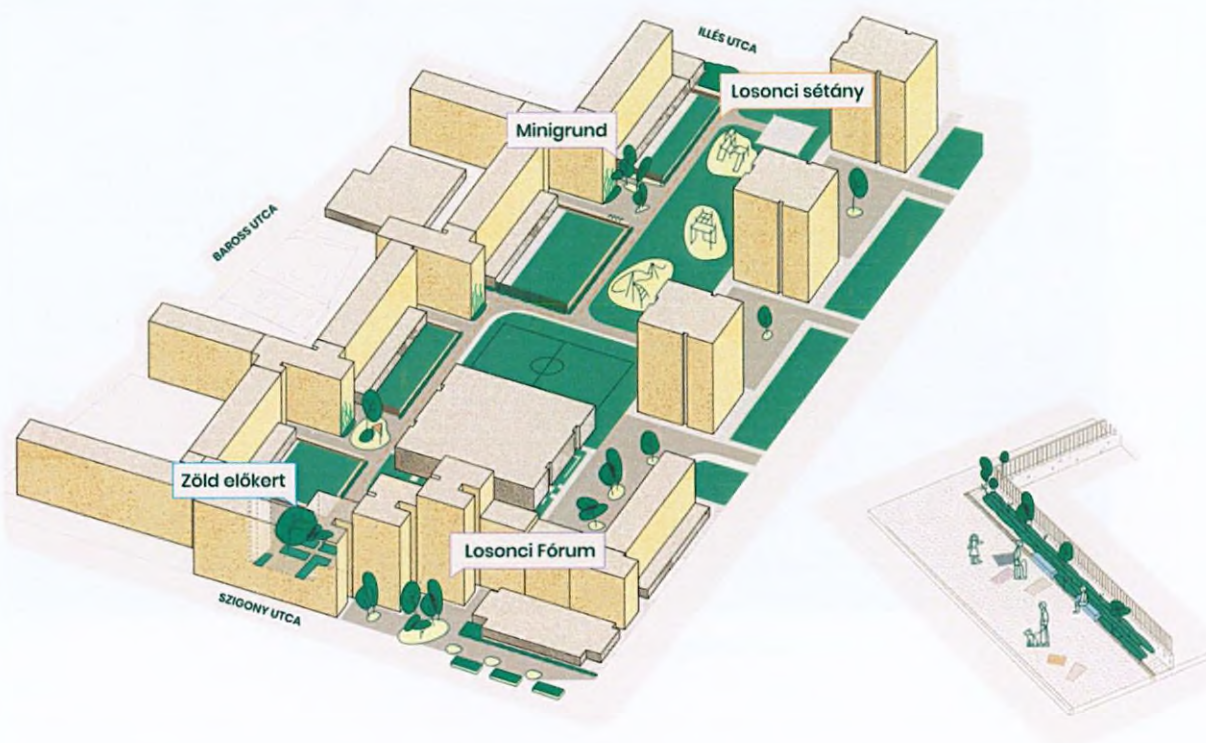 ILLÉS UTCA
Losonci sétány
Minigrund
BAROSS UTCA
Zöld előkert
Losonci Fórum
SZIGONY UTCA